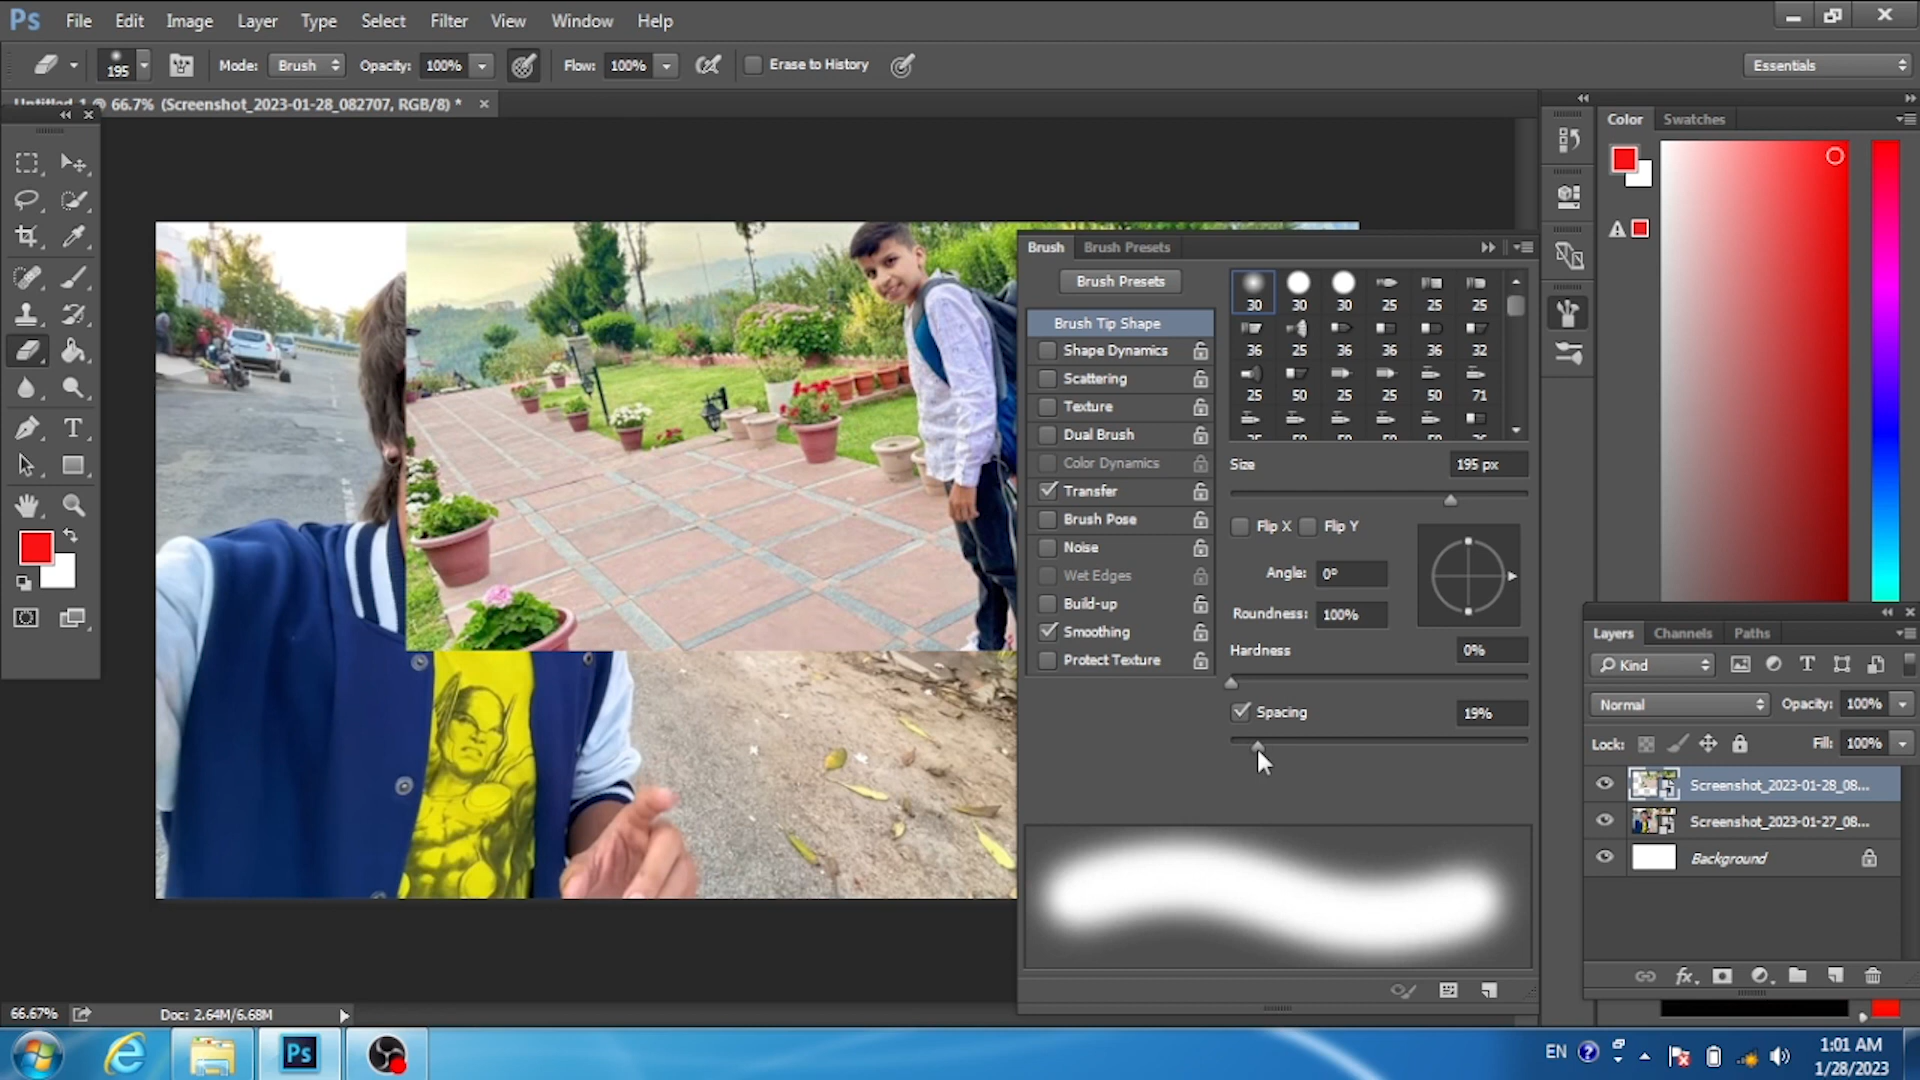 Ps File Edit Image Layer Type Select Filter View Window Help
195 Mode: Brush Opacity: 100% Flow: 100% Erase to History Essentials
Untitled-1 @ 66.7% (Screenshot_2023-01-28_082707, RGB/8) *
Color Swatches
Brush Brush Presets
Brush Presets
30 30 30 25 25 25
Brush Tip Shape
Shape Dynamics
36 25 36 36 36 32
Scattering
25 50 25 25 50 71
Texture
Dual Brush
Color Dynamics
Size 195 px
Transfer
Brush Pose
Flip X Flip Y
Noise
Wet Edges
Angle: 0°
Build-up
Roundness: 100%
Smoothing
Hardness 0%
Protect Texture
Spacing 19%
Layers Channels Paths
Kind
Normal Opacity: 100%
Lock: Fill: 100%
Screenshot_2023-01-28_08...
Screenshot_2023-01-27_08...
Background
66.67% Doc: 2.64M/6.68M
Ps
EN
1:01 AM
1/28/2023